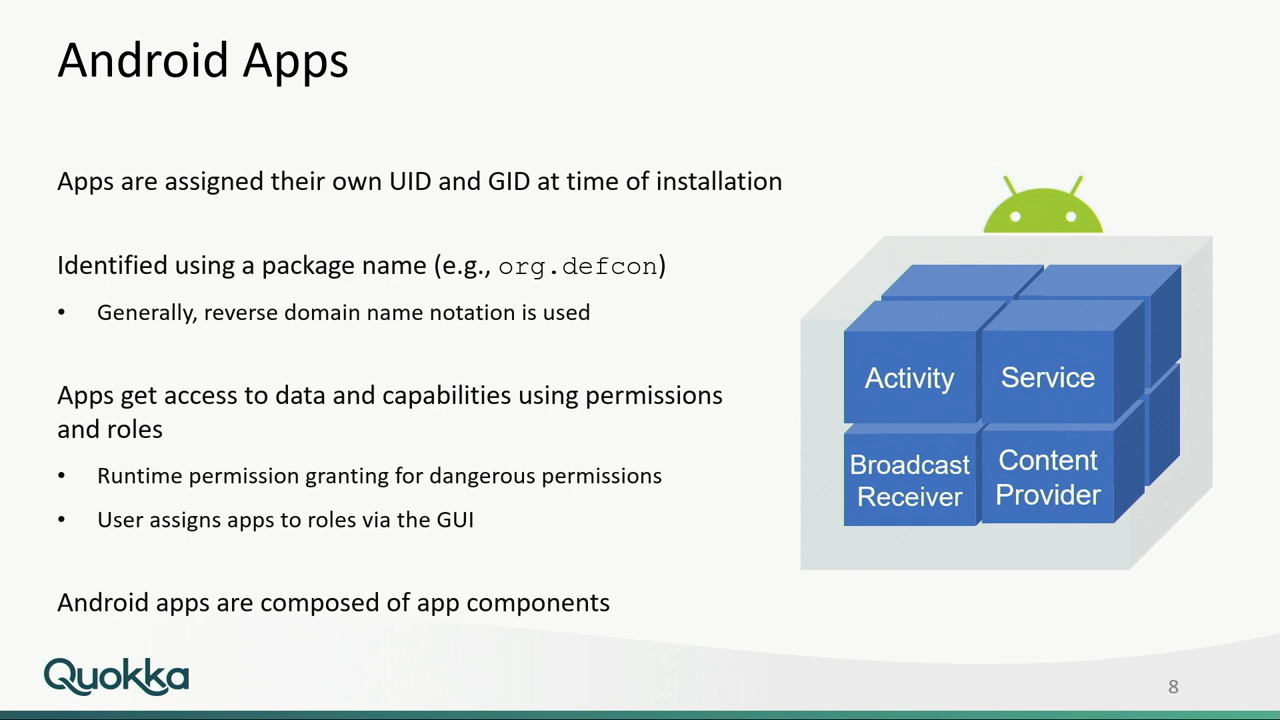 Android Apps
Apps are assigned their own UID and GID at time of installation
Identified using a package name (e.g., org.defcon)
• Generally, reverse domain name notation is used
Apps get access to data and capabilities using permissions
and roles
• Runtime permission granting for dangerous permissions
• User assigns apps to roles via the GUI
Android apps are composed of app components
Activity
Service
Broadcast
Receiver
Content
Provider
Quokka
8